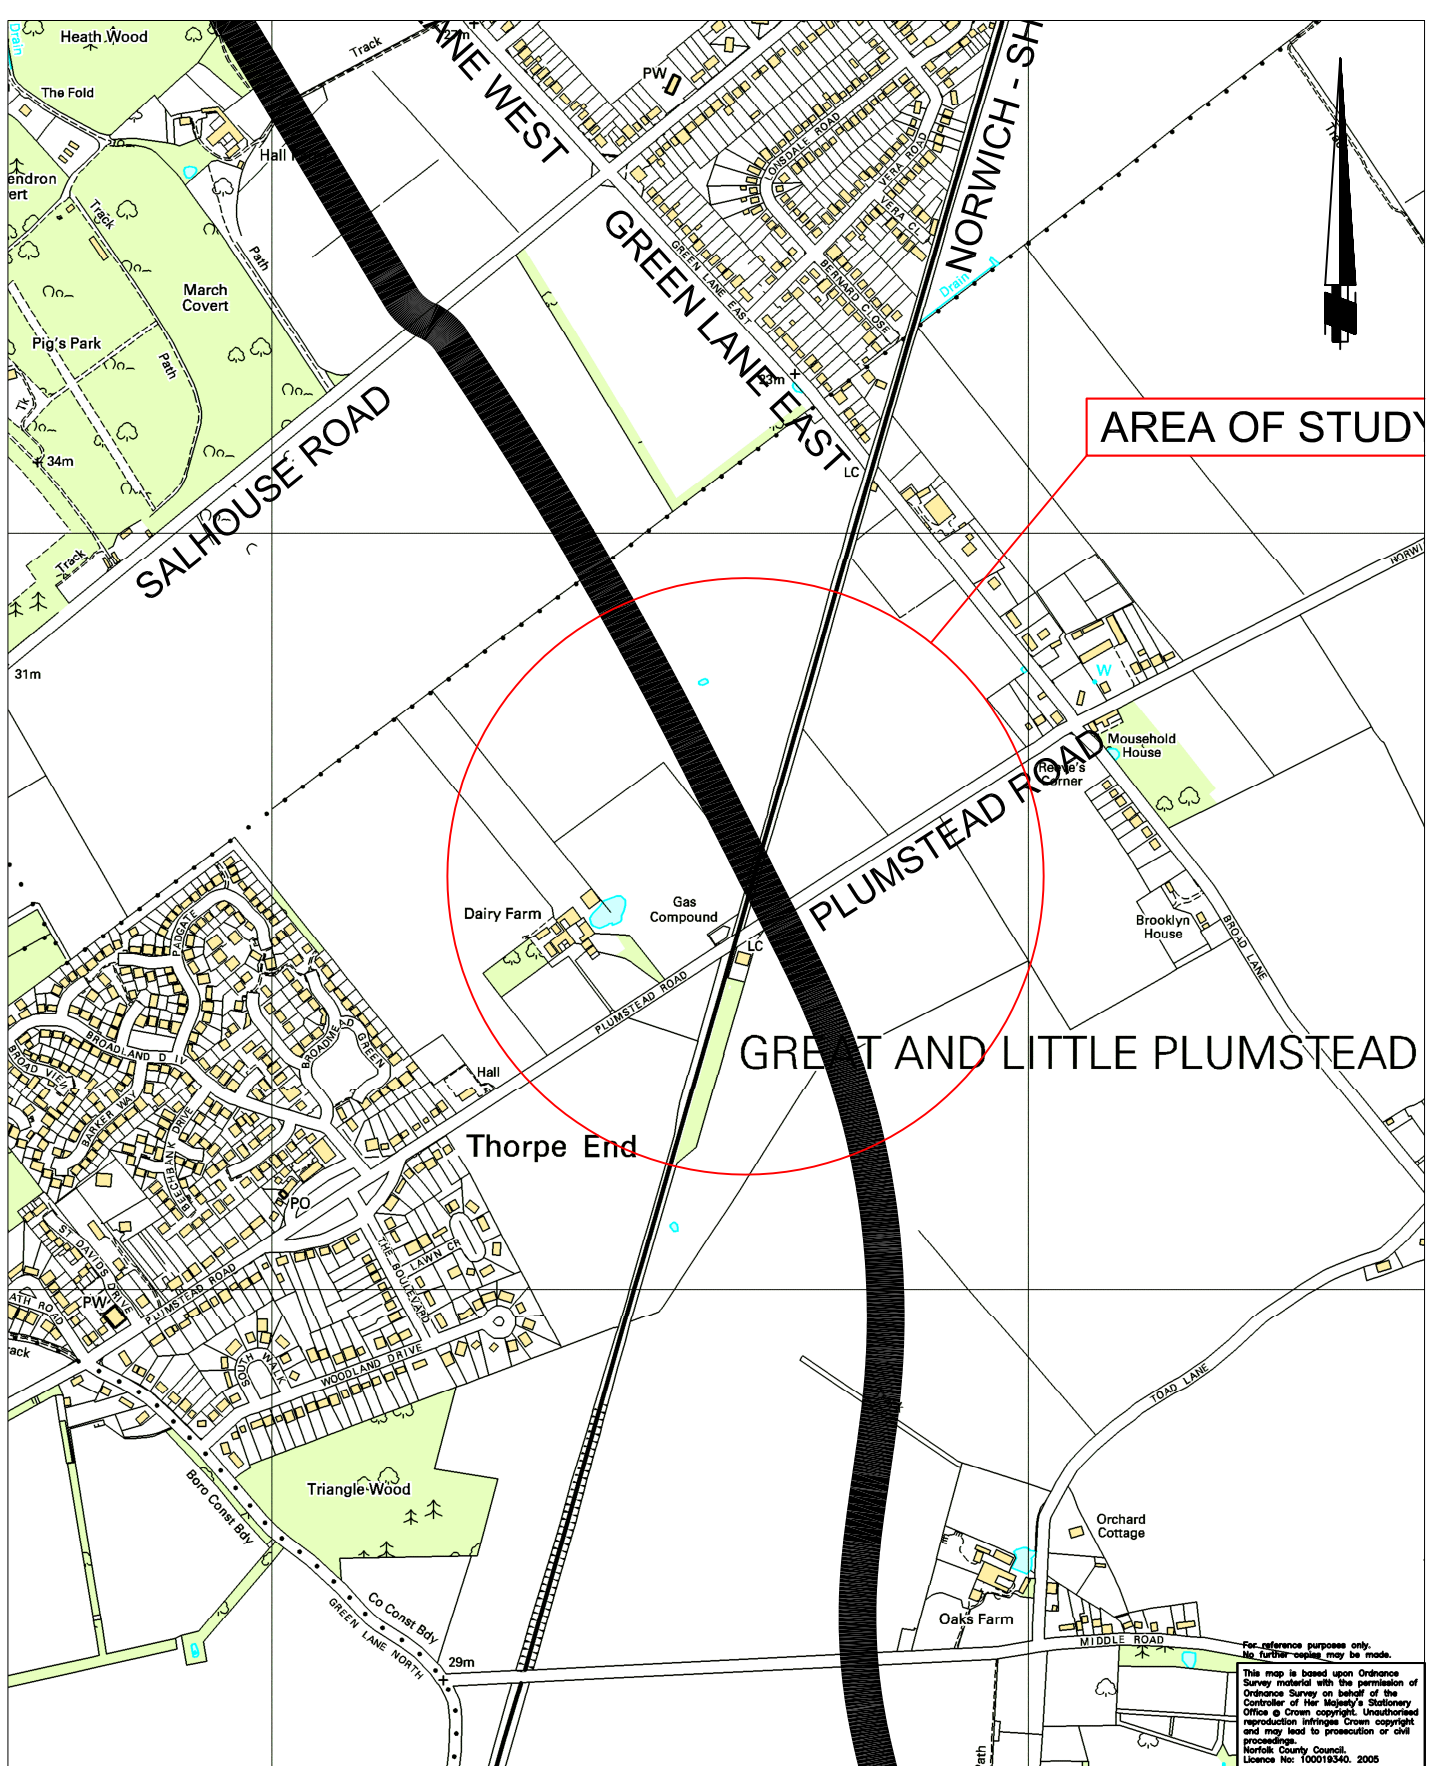 Drain
Heath Wood
The Fold
27m
Track
PW
ANE WEST
NORWICH - SH
LONSDALE ROAD
VERA ROAD
VERA CL
Track
Path
GREEN LANE EAST
GREEN LANE EAST
BERNARD CLOSE
Drain
March
Covert
Pig's Park
Path
Tk
34m
23m
AREA OF STUDY
SALHOUSE ROAD
LC
Track
31m
W
Mousehold
House
Reeve's
Corner
PLUMSTEAD ROAD
Dairy Farm
Gas
Compound
LC
Brooklyn
House
BROAD LANE
PADGATE
PLUMSTEAD ROAD
BROADLAND D IV
BROAD VIEW
BROADMEAD GREEN
GREAT AND LITTLE PLUMSTEAD
Hall
BARKER WAY
BEECHBANK DRIVE
Thorpe End
PO
ST DAVIDS DRIVE
THE BOULEVARD
LAWN CR
PLUMSTEAD ROAD
PW
ATH ROAD
rack
SOUTH WALK
WOODLAND DRIVE
TOAD LANE
Triangle Wood
Boro Const Bdy
Orchard
Cottage
Oaks Farm
Co Const Bdy
GREEN LANE NORTH
29m
MIDDLE ROAD
ath
For reference purposes only.
No further copies may be made.
This map is based upon Ordnance
Survey material with the permission of
Ordnance Survey on behalf of the
Controller of Her Majesty's Stationery
Office © Crown copyright. Unauthorised
reproduction infringes Crown copyright
and may lead to prosecution or civil
proceedings.
Norfolk County Council.
Licence No: 100019340. 2005